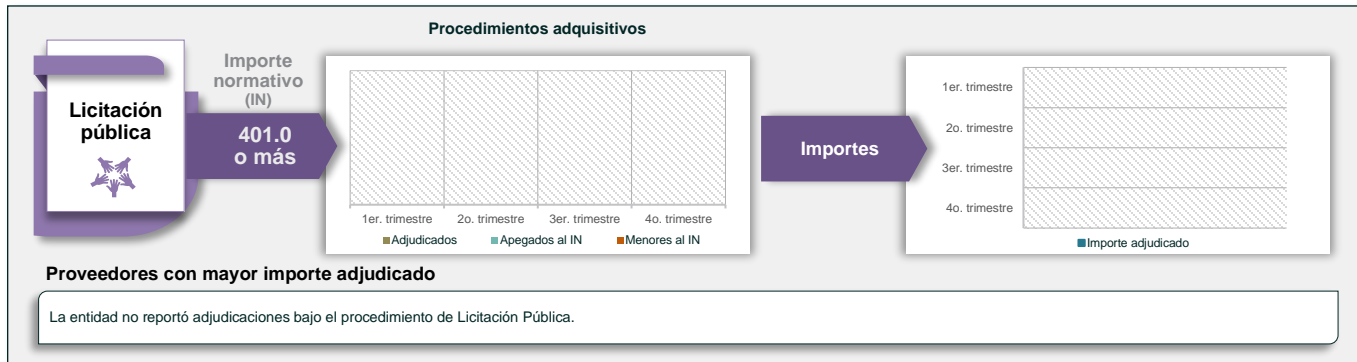 Procedimientos adquisitivos
Licitación
pública
Importe
normativo
(IN)
401.0
o más
1er. trimestre
2o. trimestre
3er. trimestre
4o. trimestre
Adjudicados
Apegados al IN
Menores al IN
Importes
1er. trimestre
2o. trimestre
3er. trimestre
4o. trimestre
Importe adjudicado
Proveedores con mayor importe adjudicado
La entidad no reportó adjudicaciones bajo el procedimiento de Licitación Pública.